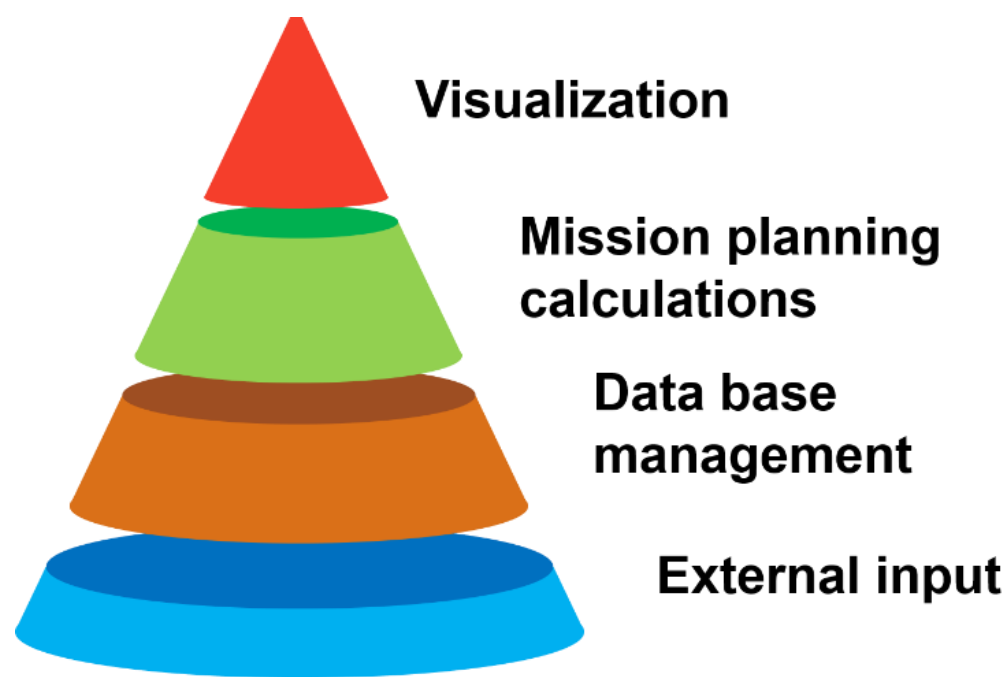 Visualization
Mission planning
calculations
Data base
management
External input